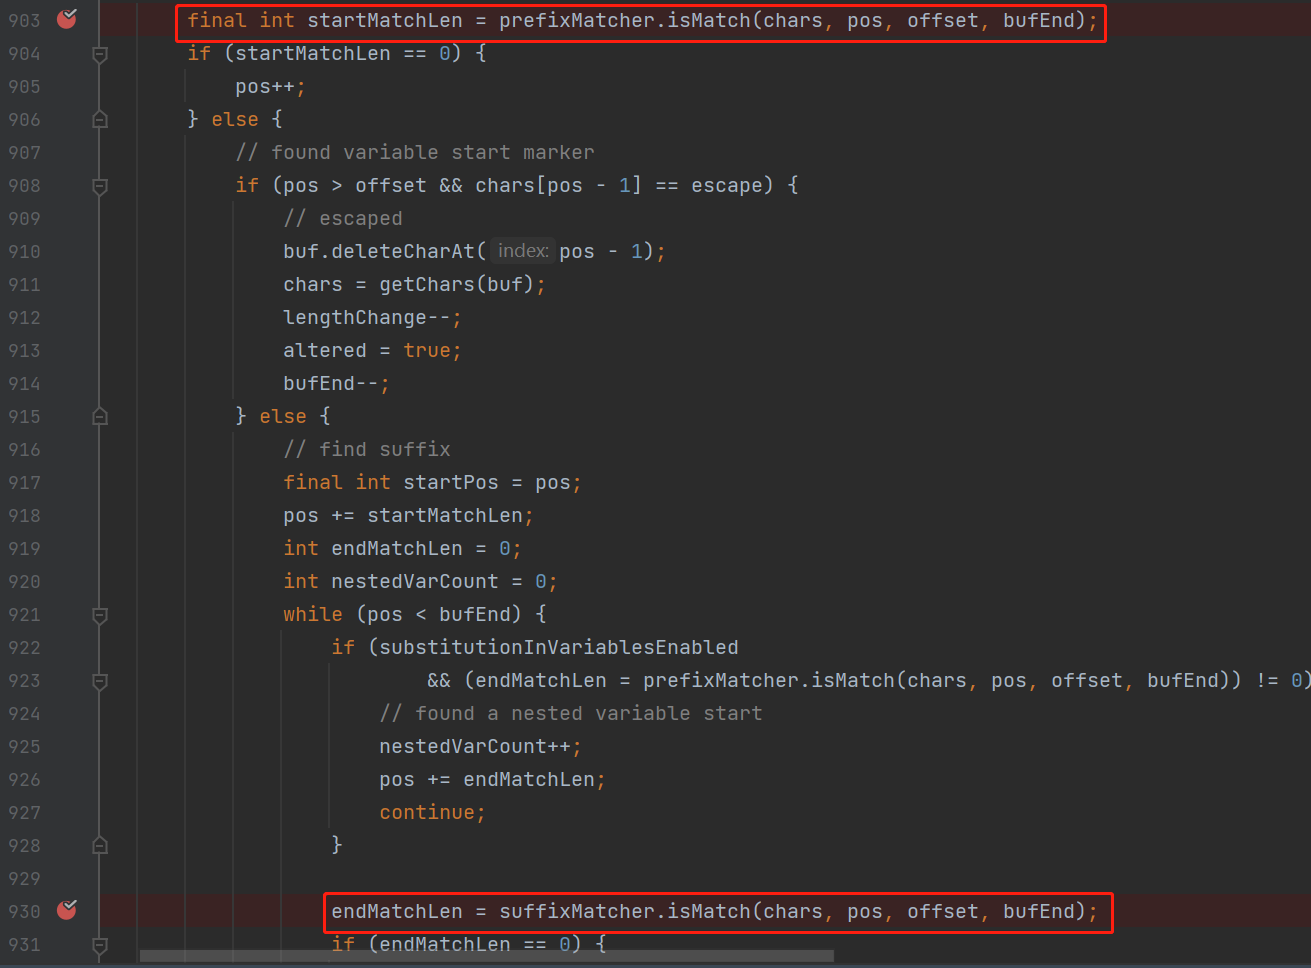 903 final int startMatchLen = prefixMatcher.isMatch(chars, pos, offset, bufEnd);
904 if (startMatchLen == 0) {
905 pos++;
906 } else {
907 // found variable start marker
908 if (pos > offset && chars[pos - 1] == escape) {
909 // escaped
910 buf.deleteCharAt( index: pos - 1);
911 chars = getChars(buf);
912 lengthChange--;
913 altered = true;
914 bufEnd--;
915 } else {
916 // find suffix
917 final int startPos = pos;
918 pos += startMatchLen;
919 int endMatchLen = 0;
920 int nestedVarCount = 0;
921 while (pos < bufEnd) {
922 if (substitutionInVariablesEnabled
923 && (endMatchLen = prefixMatcher.isMatch(chars, pos, offset, bufEnd)) != 0)
924 // found a nested variable start
925 nestedVarCount++;
926 pos += endMatchLen;
927 continue;
928 }
929
930 endMatchLen = suffixMatcher.isMatch(chars, pos, offset, bufEnd);
931 if (endMatchLen == 0) {